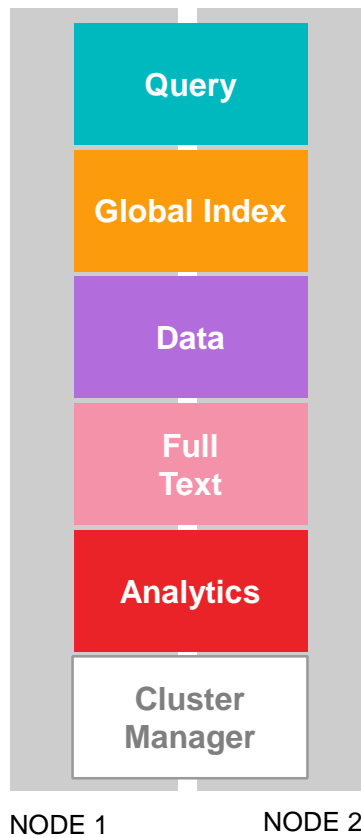 Query
Global Index
Data
Full
Text
Analytics
Cluster
Manager
NODE 1
NODE 2